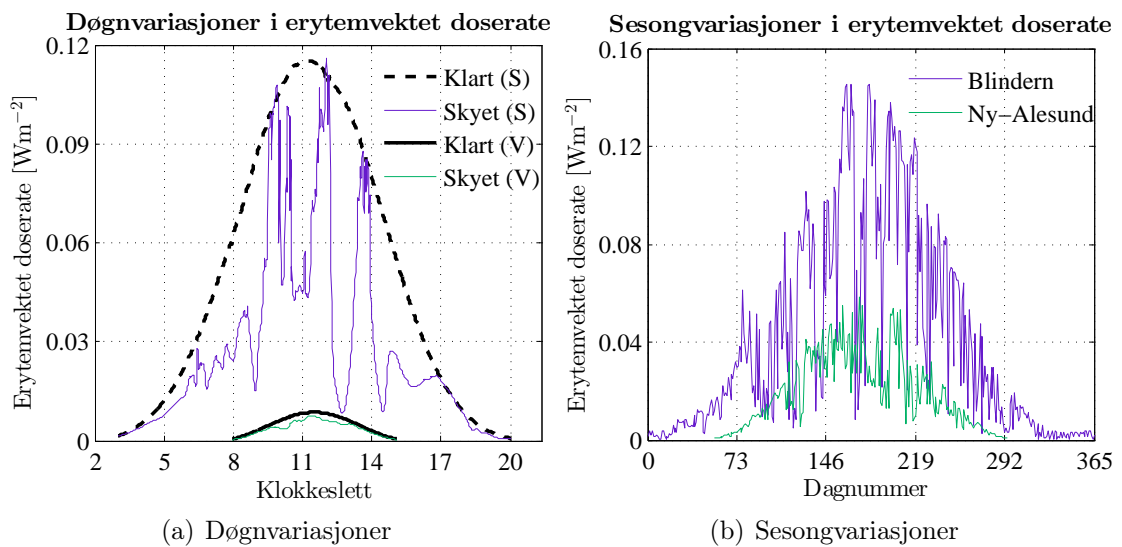 Døgnvariasjoner i erytemvektet doserate
Erytemvektet doserate [Wm−2]
0.12
0.09
0.06
0.03
0
Klart (S)
Skyet (S)
Klart (V)
Skyet (V)
2 5 8 11 14 17 20
Klokkeslett
(a) Døgnvariasjoner
Sesongvariasjoner i erytemvektet doserate
Erytemvektet doserate [Wm−2]
0.16
0.12
0.08
0.04
0
Blindern
Ny−Alesund
0 73 146 219 292 365
Dagnummer
(b) Sesongvariasjoner